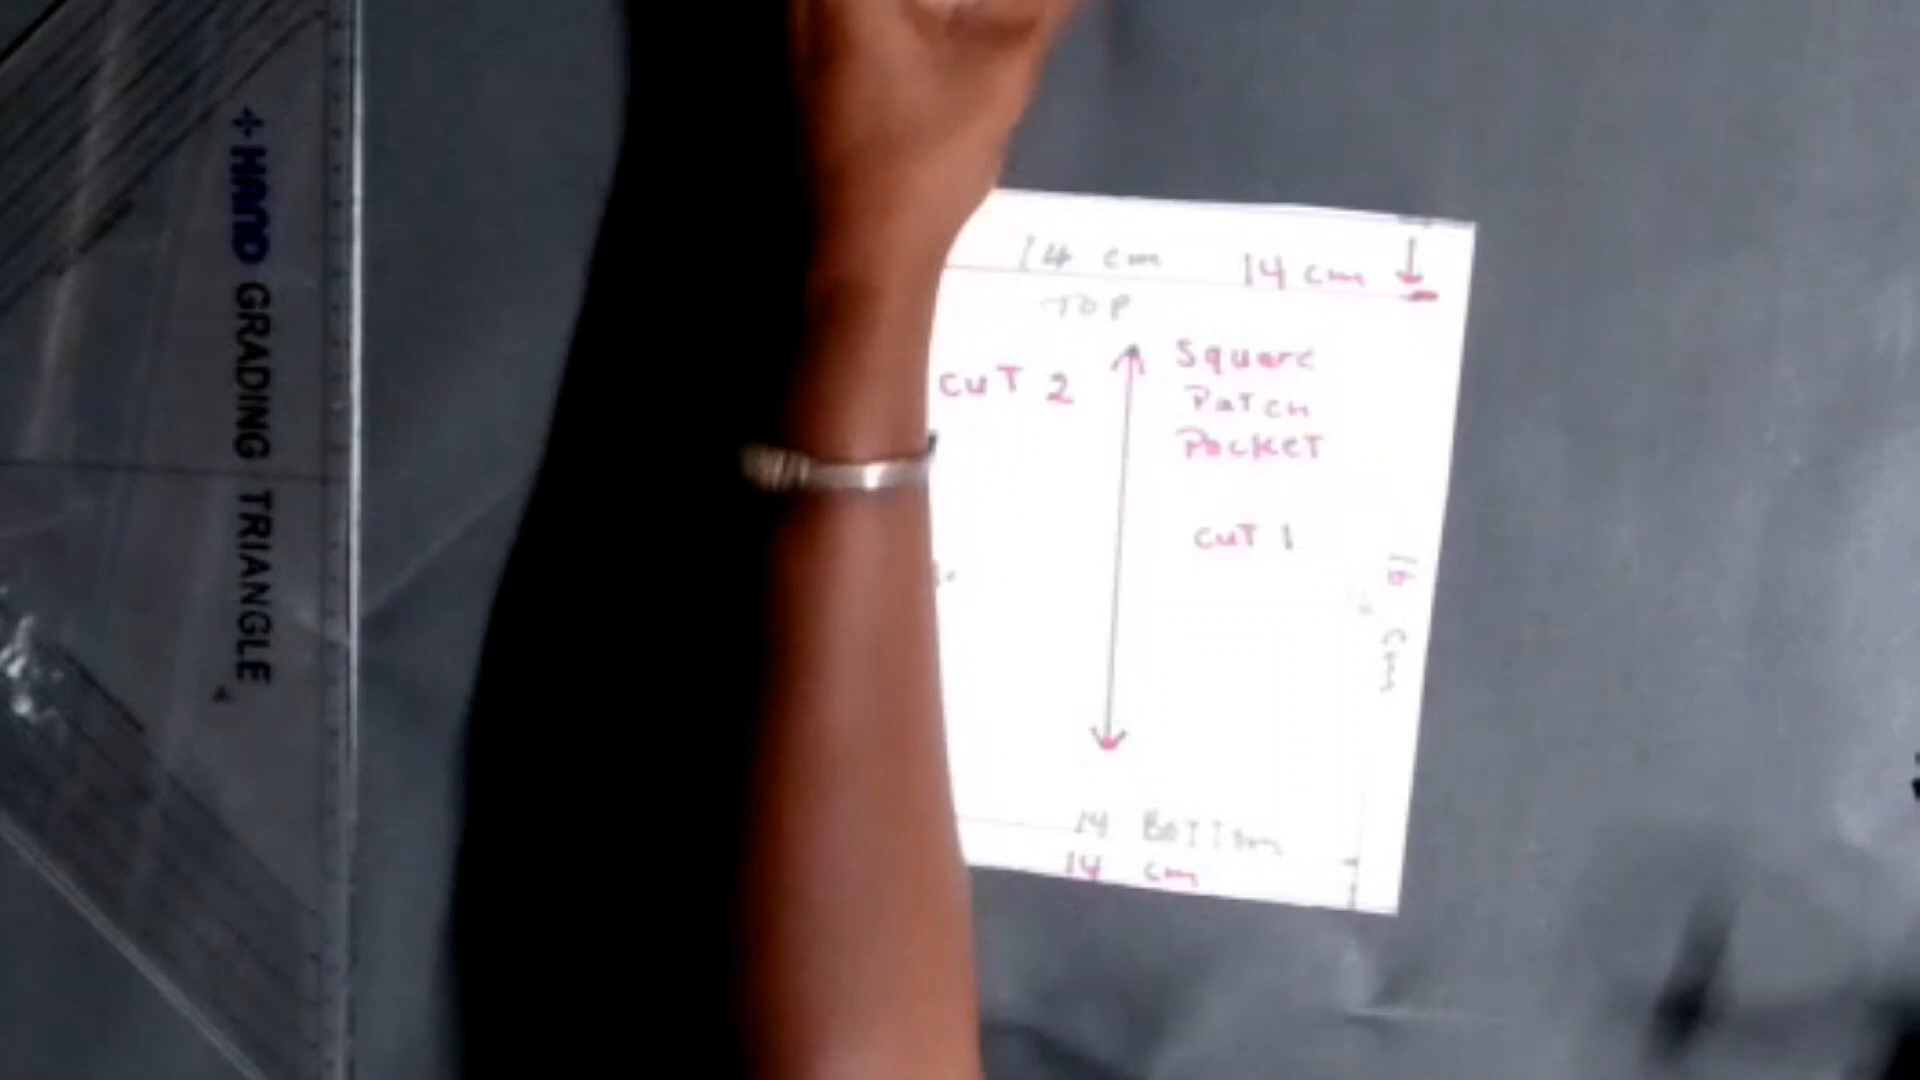 HAND GRADING TRIANGLE
14 cm
14 cm
TOP
CUT 2
Square
Patch
Pocket
CUT 1
16 cm
14 Bottom
14 cm